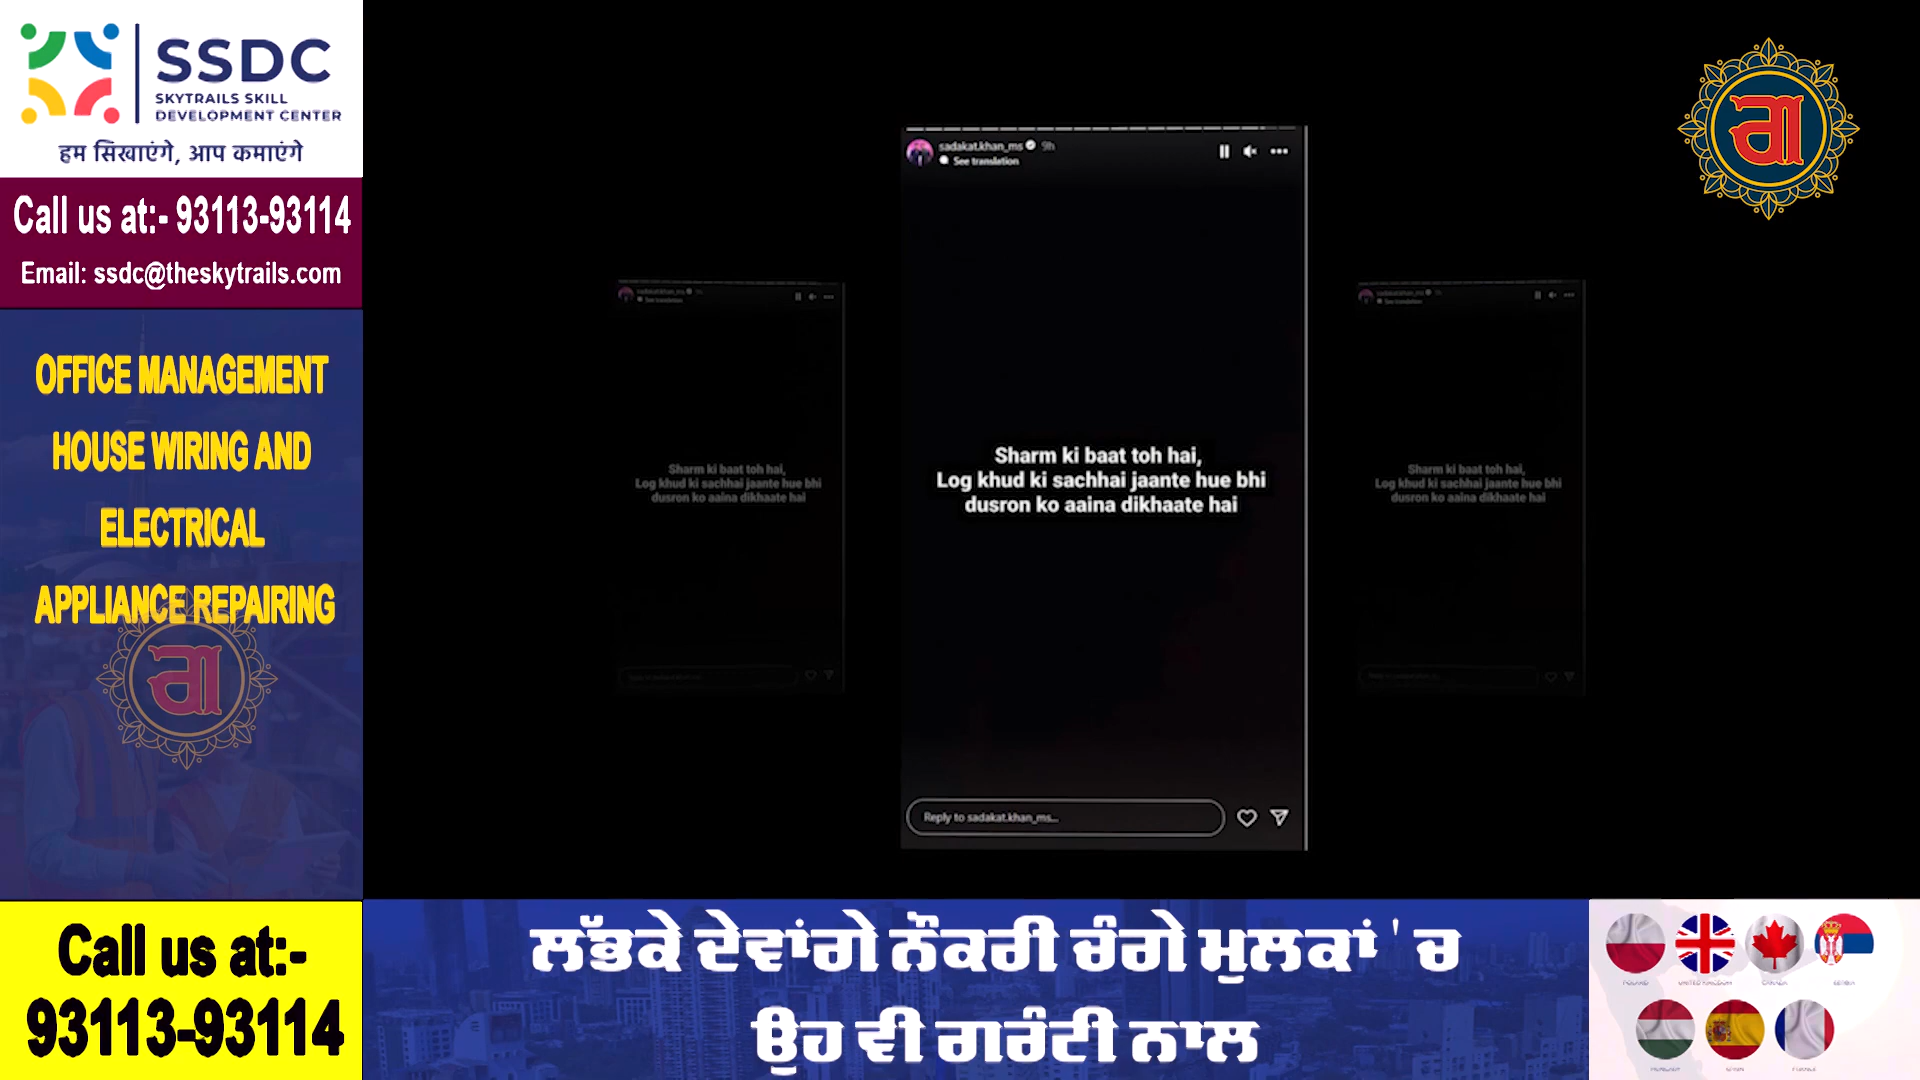 SSDC
SKYTRAILS SKILL
DEVELOPMENT CENTER
हम सिखाएंगे, आप कमाएंगे
Call us at:- 93113-93114
Email: ssdc@theskytrails.com
OFFICE MANAGEMENT
HOUSE WIRING AND
ELECTRICAL
APPLIANCE REPAIRING
Call us at:-
93113-93114
sadakat.khan_ms 9h
See translation
Sharm ki baat toh hai,
Log khud ki sachhai jaante hue bhi
dusron ko aaina dikhaate hai
Reply to sadakat.khan_ms...
Sharm ki baat toh hai,
Log khud ki sachhai jaante hue bhi
dusron ko aaina dikhaate hai
Sharm ki baat toh hai,
Log khud ki sachhai jaante hue bhi
dusron ko aaina dikhaate hai
ਲੱਭਕੇ ਦੇਵਾਂਗੇ ਨੌਕਰੀ ਚੰਗੇ ਮੁਲਕਾਂ 'ਚ
ਉਹ ਵੀ ਗਰੰਟੀ ਨਾਲ